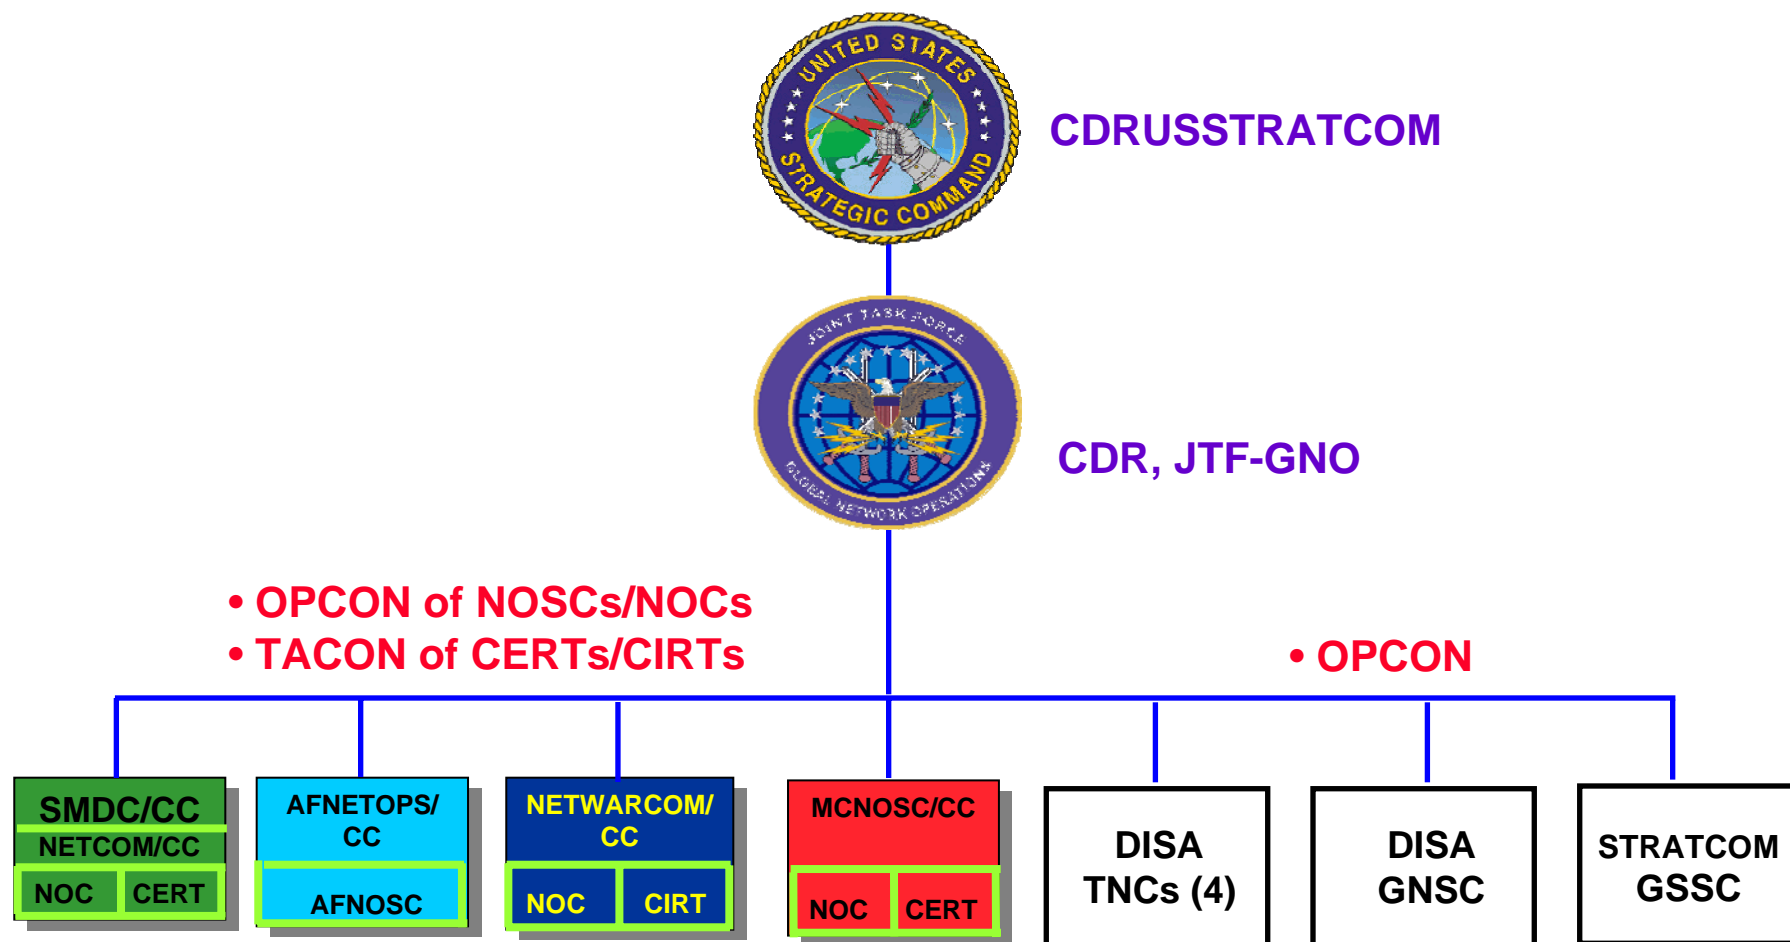 UNITED STATES
STRATEGIC COMMAND
CDRUSSTRATCOM
JOINT TASK FORCE
GLOBAL NETWORK OPERATIONS
CDR, JTF-GNO
• OPCON of NOSCs/NOCs
• TACON of CERTs/CIRTs
• OPCON
SMDC/CC
NETCOM/CC
NOC CERT
AFNETOPS/
CC
AFNOSC
NETWARCOM/
CC
NOC CIRT
MCNOSC/CC
NOC CERT
DISA
TNCs (4)
DISA
GNSC
STRATCOM
GSSC